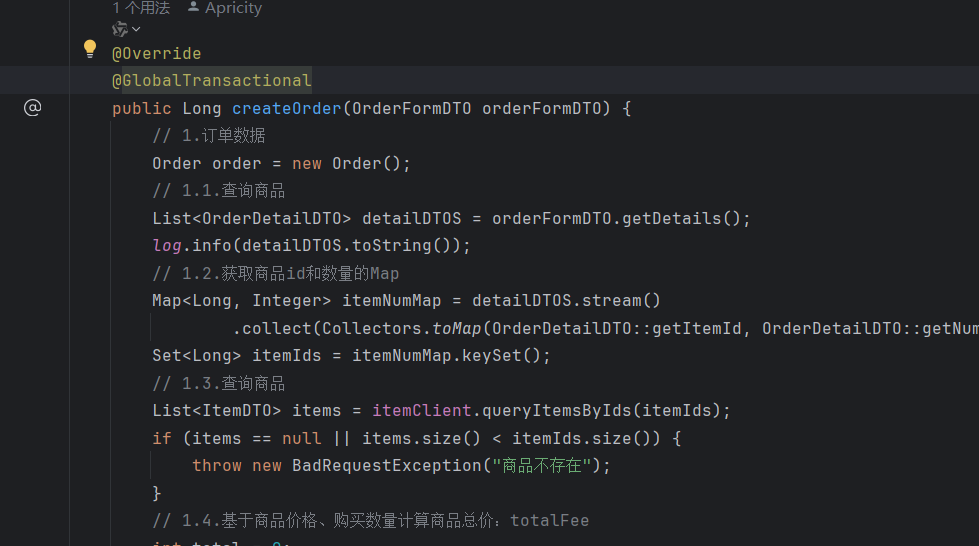 1 个用法 Apricity
@Override
@GlobalTransactional
public Long createOrder(OrderFormDTO orderFormDTO) {
// 1.订单数据
Order order = new Order();
// 1.1.查询商品
List<OrderDetailDTO> detailDTOS = orderFormDTO.getDetails();
log.info(detailDTOS.toString());
// 1.2.获取商品id和数量的Map
Map<Long, Integer> itemNumMap = detailDTOS.stream()
.collect(Collectors.toMap(OrderDetailDTO::getItemId, OrderDetailDTO::getNum
Set<Long> itemIds = itemNumMap.keySet();
// 1.3.查询商品
List<ItemDTO> items = itemClient.queryItemsByIds(itemIds);
if (items == null || items.size() < itemIds.size()) {
throw new BadRequestException("商品不存在");
}
// 1.4.基于商品价格、购买数量计算商品总价：totalFee
int total = 0;